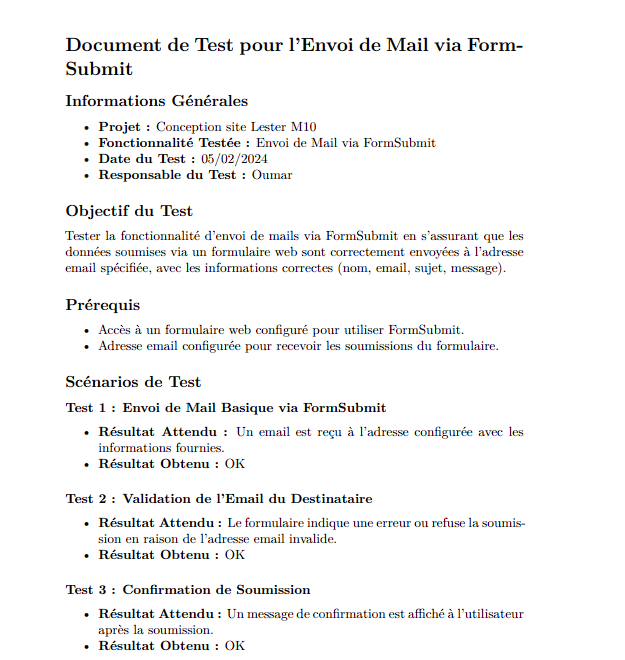 Document de Test pour l'Envoi de Mail via Form-
Submit
Informations Générales
• Projet : Conception site Lester M10
• Fonctionnalité Testée : Envoi de Mail via FormSubmit
• Date du Test : 05/02/2024
• Responsable du Test : Oumar
Objectif du Test
Tester la fonctionnalité d'envoi de mails via FormSubmit en s'assurant que les
données soumises via un formulaire web sont correctement envoyées à l'adresse
email spécifiée, avec les informations correctes (nom, email, sujet, message).
Prérequis
• Accès à un formulaire web configuré pour utiliser FormSubmit.
• Adresse email configurée pour recevoir les soumissions du formulaire.
Scénarios de Test
Test 1 : Envoi de Mail Basique via FormSubmit
• Résultat Attendu : Un email est reçu à l'adresse configurée avec les
informations fournies.
• Résultat Obtenu : OK
Test 2 : Validation de l'Email du Destinataire
• Résultat Attendu : Le formulaire indique une erreur ou refuse la soumis-
sion en raison de l'adresse email invalide.
• Résultat Obtenu : OK
Test 3 : Confirmation de Soumission
• Résultat Attendu : Un message de confirmation est affiché à l'utilisateur
après la soumission.
• Résultat Obtenu : OK